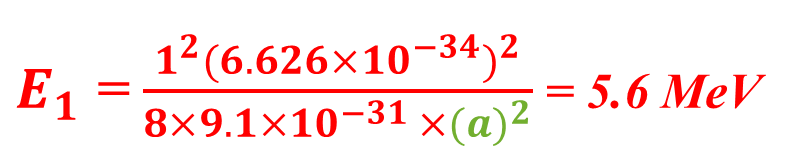 E₁ = 1²(6.626×10⁻³⁴)² / 8×9.1×10⁻³¹ ×(a)² = 5.6 MeV